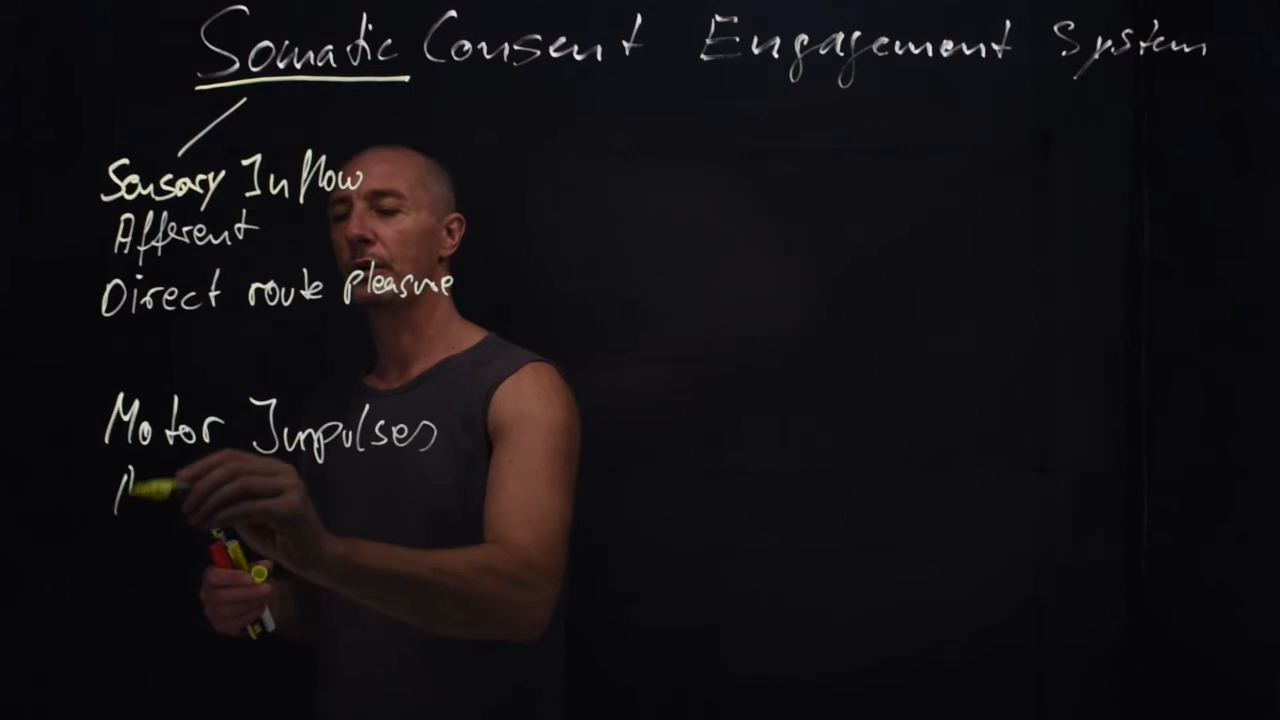 Somatic Consent Engagement System
Sensory Inflow
Afferent
Direct route pleasure
Motor Impulses